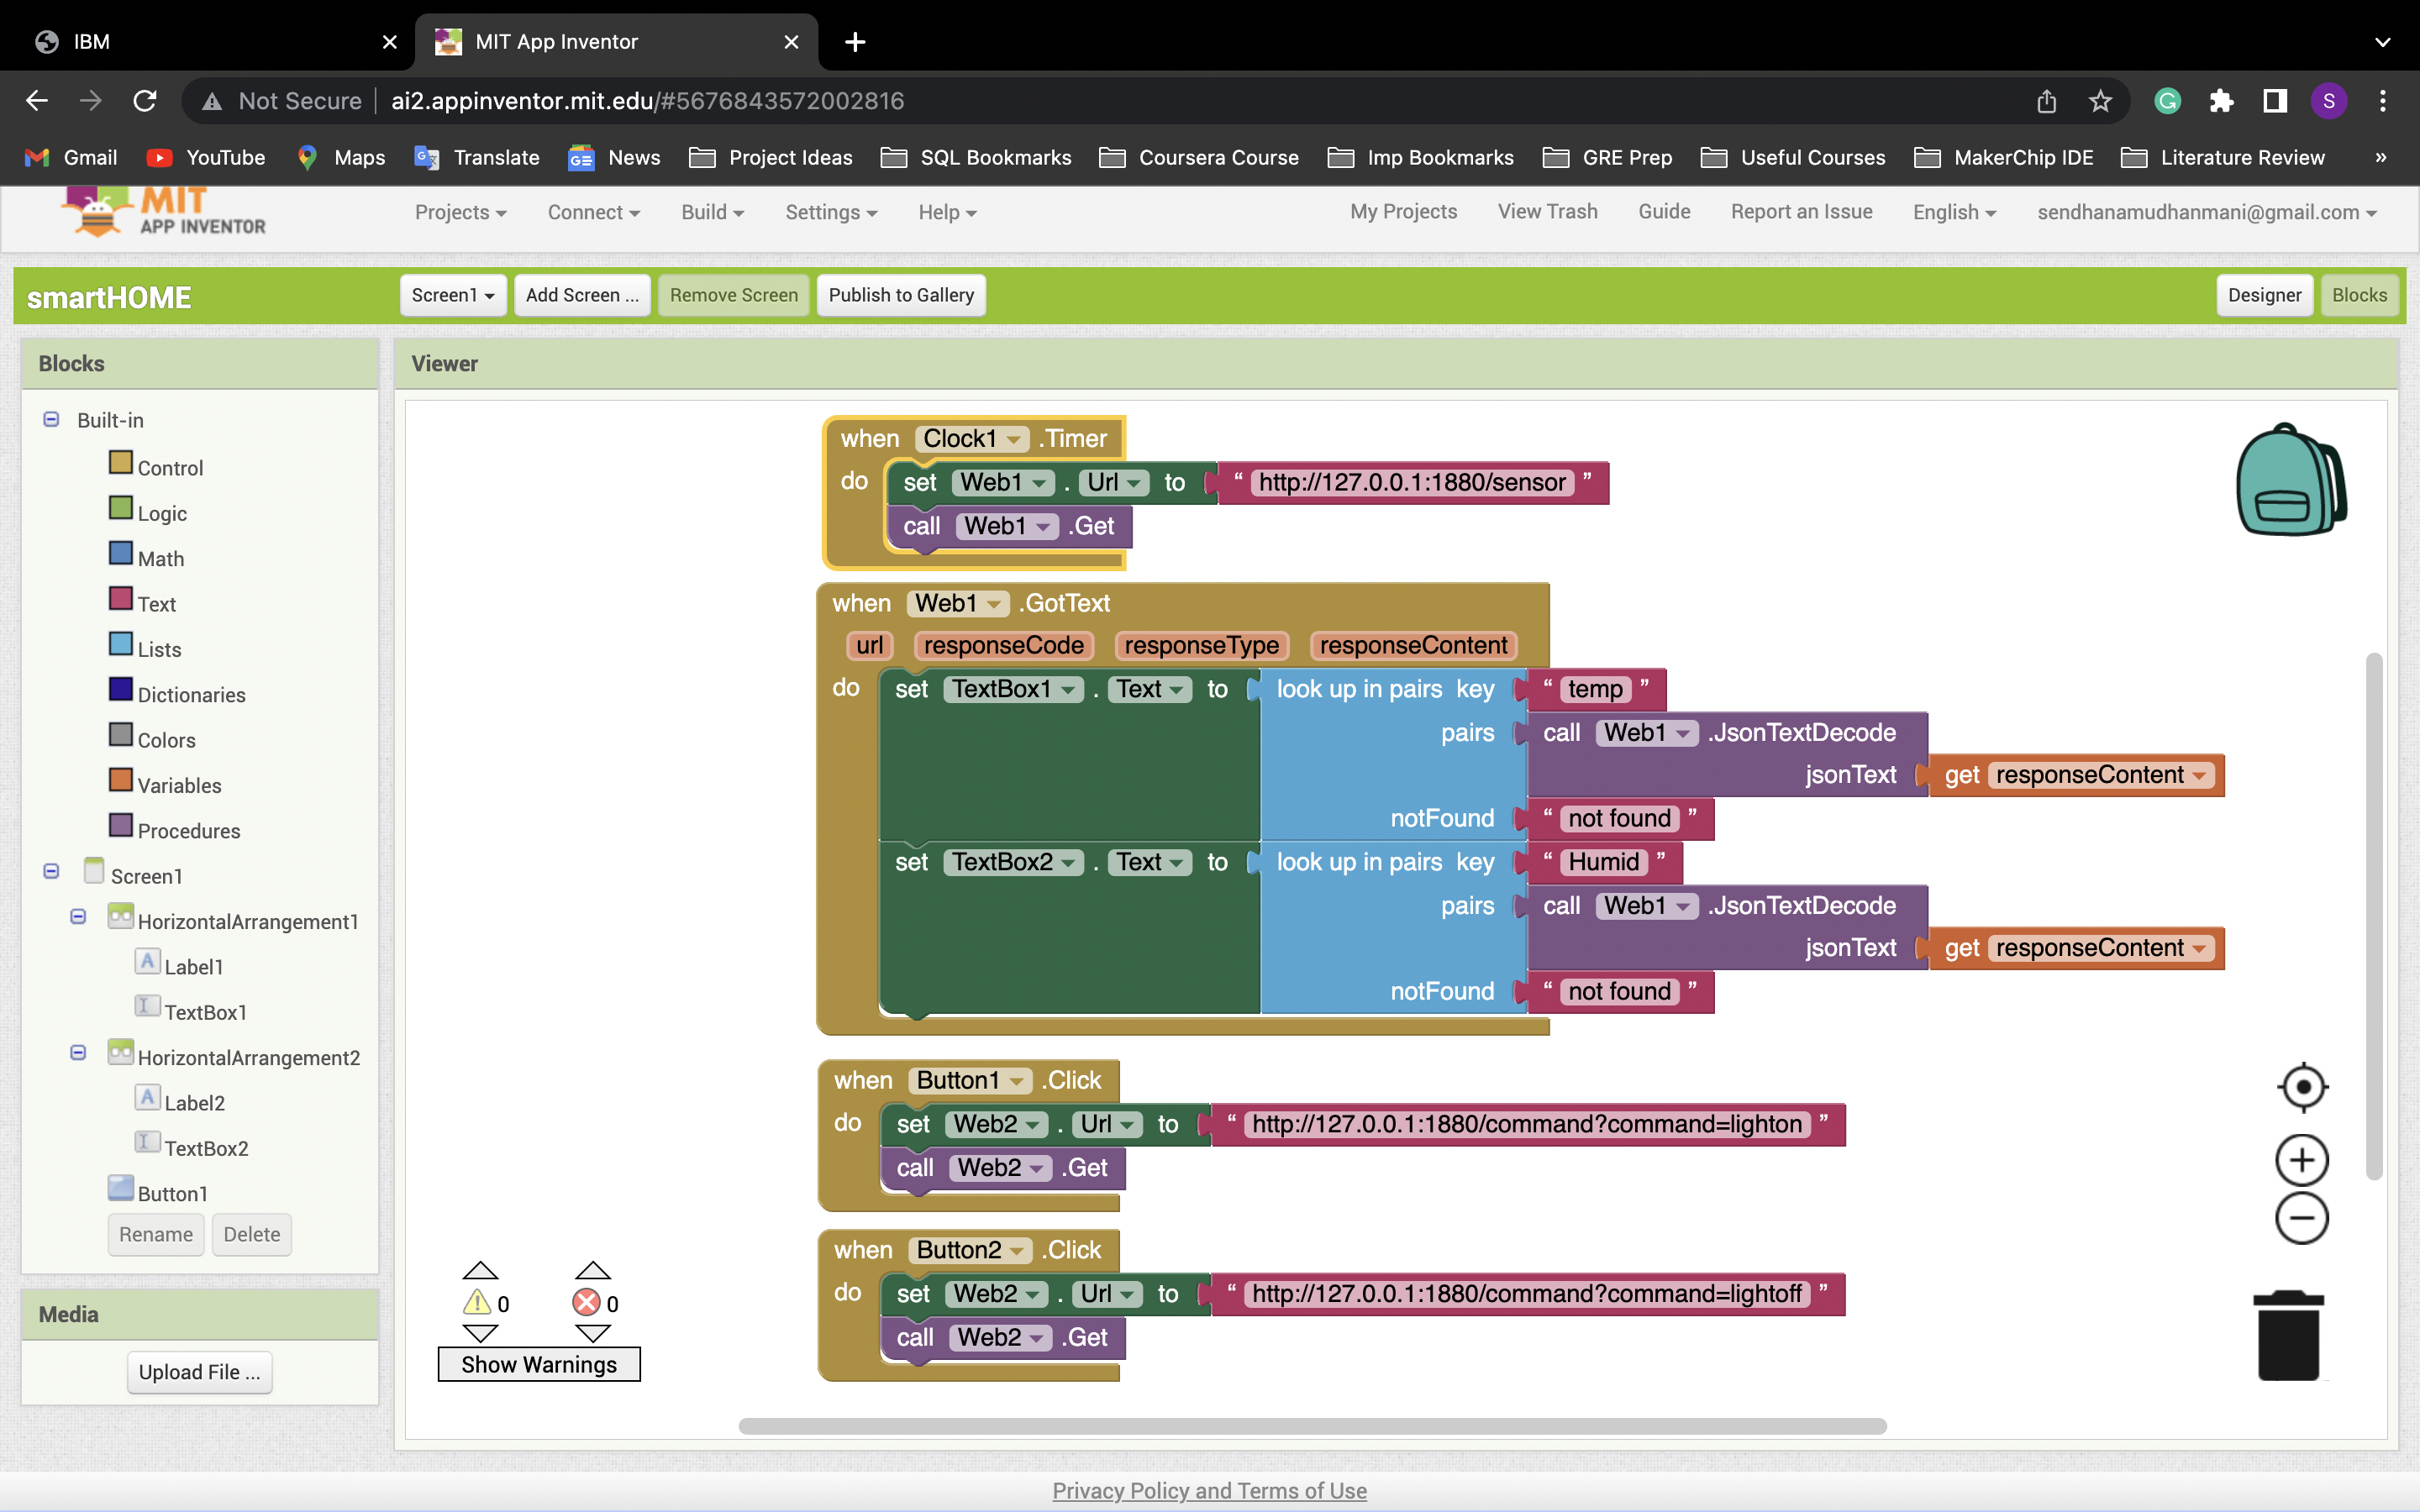 IBM
MIT App Inventor
Not Secure ai2.appinventor.mit.edu/#5676843572002816 S
Gmail YouTube Maps Translate News Project Ideas SQL Bookmarks Coursera Course Imp Bookmarks GRE Prep Useful Courses MakerChip IDE Literature Review »
MIT
APP INVENTOR
Projects Connect Build Settings Help My Projects View Trash Guide Report an Issue English sendhanamudhanmani@gmail.com
smartHOME Screen1 Add Screen ... Remove Screen Publish to Gallery Designer Blocks
Blocks
Built-in
Control
Logic
Math
Text
Lists
Dictionaries
Colors
Variables
Procedures
Screen1
HorizontalArrangement1
Label1
TextBox1
HorizontalArrangement2
Label2
TextBox2
Button1
Rename Delete
Media
Upload File ...
Viewer
when Clock1 .Timer
do set Web1 . Url to “ http://127.0.0.1:1880/sensor ”
call Web1 .Get
when Web1 .GotText
url responseCode responseType responseContent
do set TextBox1 . Text to look up in pairs key “ temp ”
pairs call Web1 .JsonTextDecode
jsonText get responseContent
notFound “ not found ”
set TextBox2 . Text to look up in pairs key “ Humid ”
pairs call Web1 .JsonTextDecode
jsonText get responseContent
notFound “ not found ”
when Button1 .Click
do set Web2 . Url to “ http://127.0.0.1:1880/command?command=lighton ”
call Web2 .Get
when Button2 .Click
do set Web2 . Url to “ http://127.0.0.1:1880/command?command=lightoff ”
call Web2 .Get
0 0
Show Warnings
Privacy Policy and Terms of Use